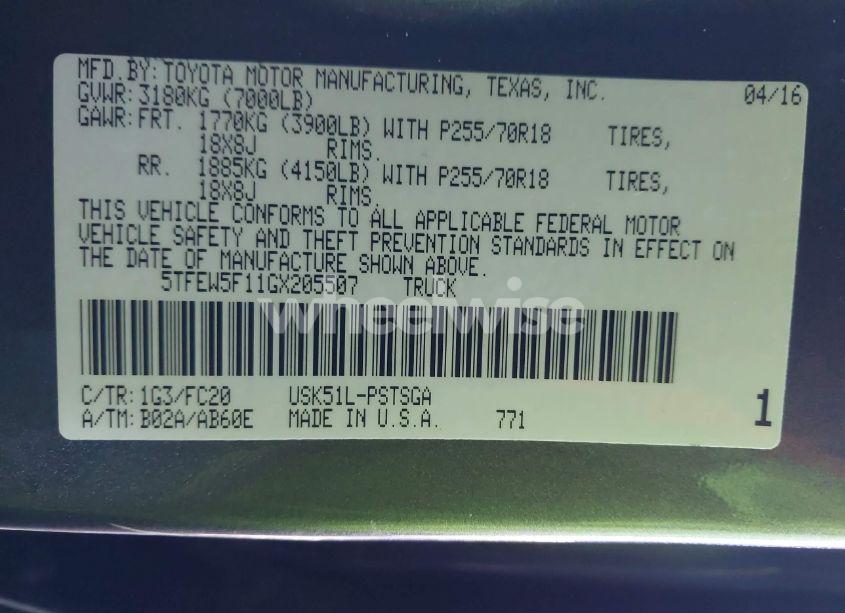 MFD.BY: TOYOTA MOTOR MANUFACTURING, TEXAS, INC. 04/16
GVWR: 3180KG (7000LB)
GAWR: FRT. 1770KG (3900LB) WITH P255/70R18 TIRES,
18X8J RIMS.
RR. 1885KG (4150LB) WITH P255/70R18 TIRES,
18X8J RIMS.
THIS VEHICLE CONFORMS TO ALL APPLICABLE FEDERAL MOTOR
VEHICLE SAFETY AND THEFT PREVENTION STANDARDS IN EFFECT ON
THE DATE OF MANUFACTURE SHOWN ABOVE.
5TFEW5F11GX205507 TRUCK
wheelwise
C/TR: 1G3/FC20 USK51L-PSTSGA
A/TM: B02A/AB60E MADE IN U.S.A. 771 1